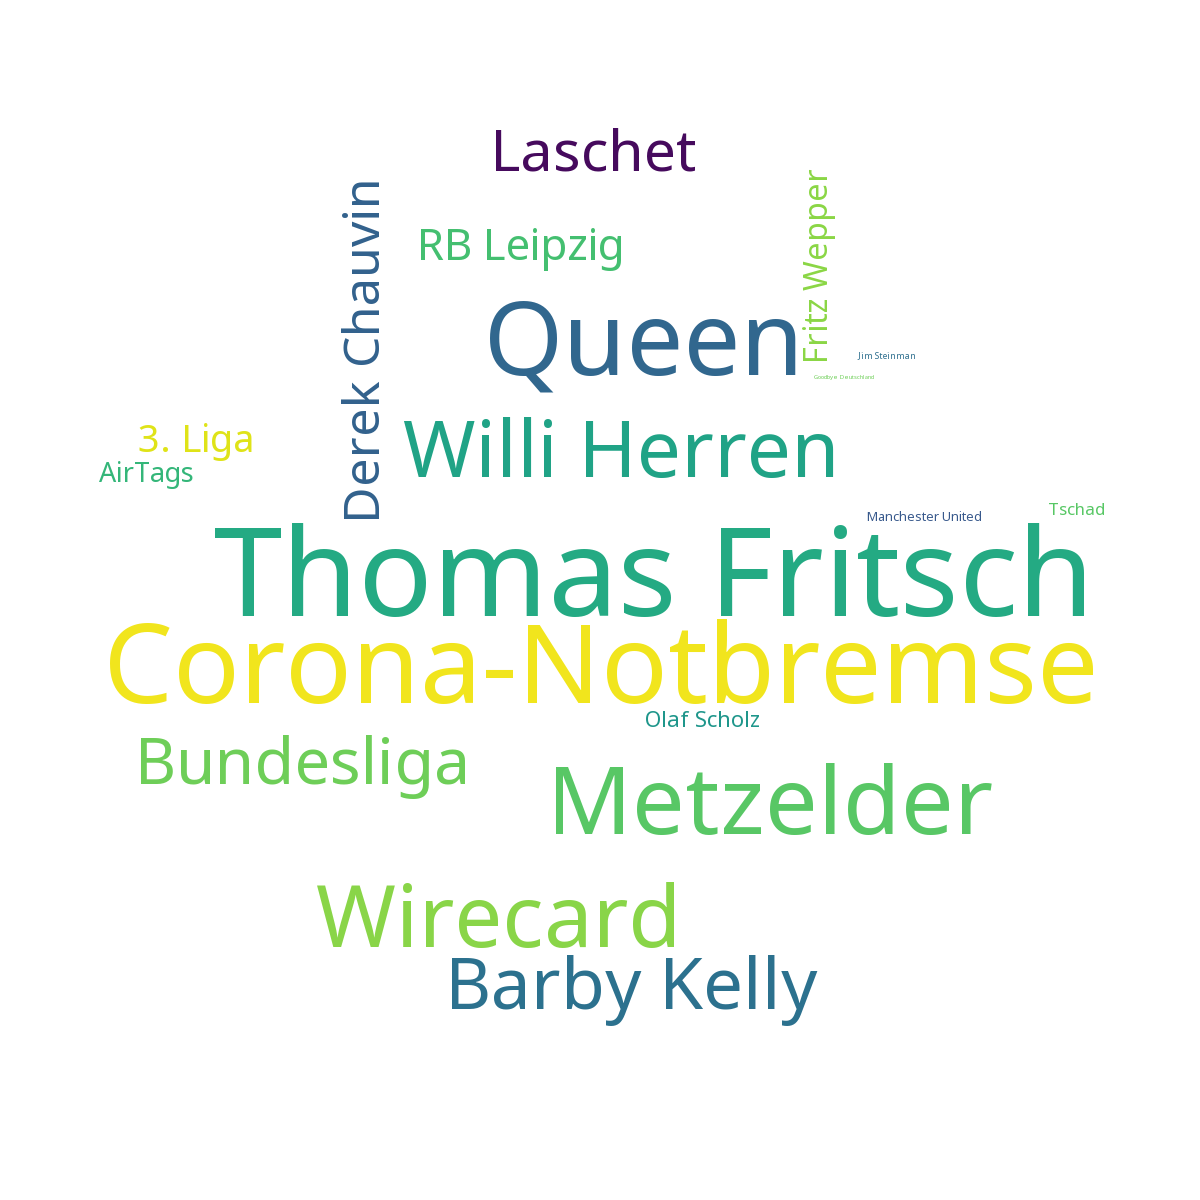 Laschet
Derek Chauvin
Fritz Wepper
RB Leipzig
Queen
Jim Steinman
Goodbye Deutschland
3. Liga
Willi Herren
AirTags
Manchester United
Tschad
Thomas Fritsch
Corona-Notbremse
Olaf Scholz
Bundesliga
Metzelder
Wirecard
Barby Kelly